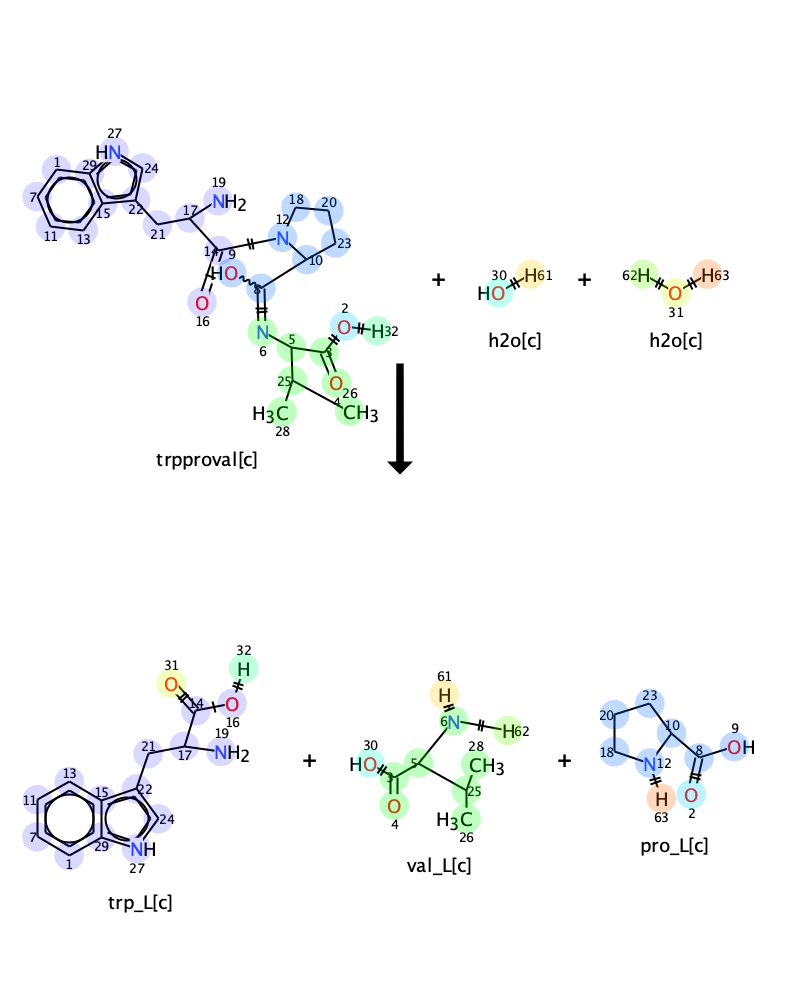 27
HN
1
29
24
7
15
22
11
13
21
17
19
NH2
14
9
HO
O
16
12
N
18
20
23
10
8
N
6
5
2
O
H32
3
O
26
4
25
H3C
28
CH3
trpproval[c]
+
30
HO
H61
h2o[c]
+
62H
O
31
H63
h2o[c]
31
O
32
H
14
O
16
19
NH2
21
17
13
22
11
15
24
7
29
1
NH
27
trp_L[c]
+
61
H
6N
H62
30
HO
3
5
O
4
28
CH3
25
H3C
26
val_L[c]
+
23
20
10
18
N12
8
9
OH
H
63
O
2
pro_L[c]